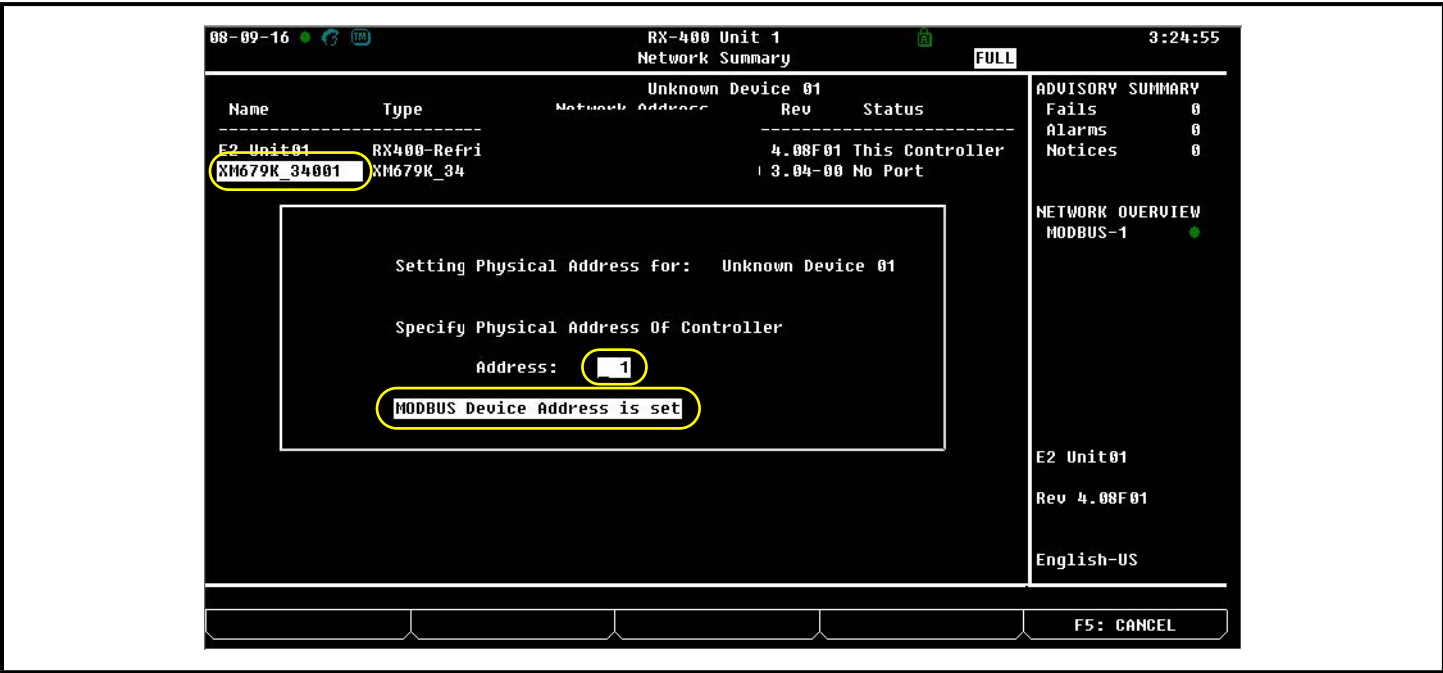 08-09-16 TM RX-400 Unit 1 A 3:24:55
Network Summary FULL
Unknown Device 01 ADVISORY SUMMARY
Name Type Network Address Rev Status Fails 0
Alarms 0
E2 Unit01 RX400-Refri 4.08F01 This Controller Notices 0
XM679K_34001 XM679K_34 3.04-00 No Port
NETWORK OVERVIEW
MODBUS-1
Setting Physical Address for: Unknown Device 01
Specify Physical Address Of Controller
Address: _ 1
MODBUS Device Address is set
E2 Unit01
Rev 4.08F01
English-US
F5: CANCEL